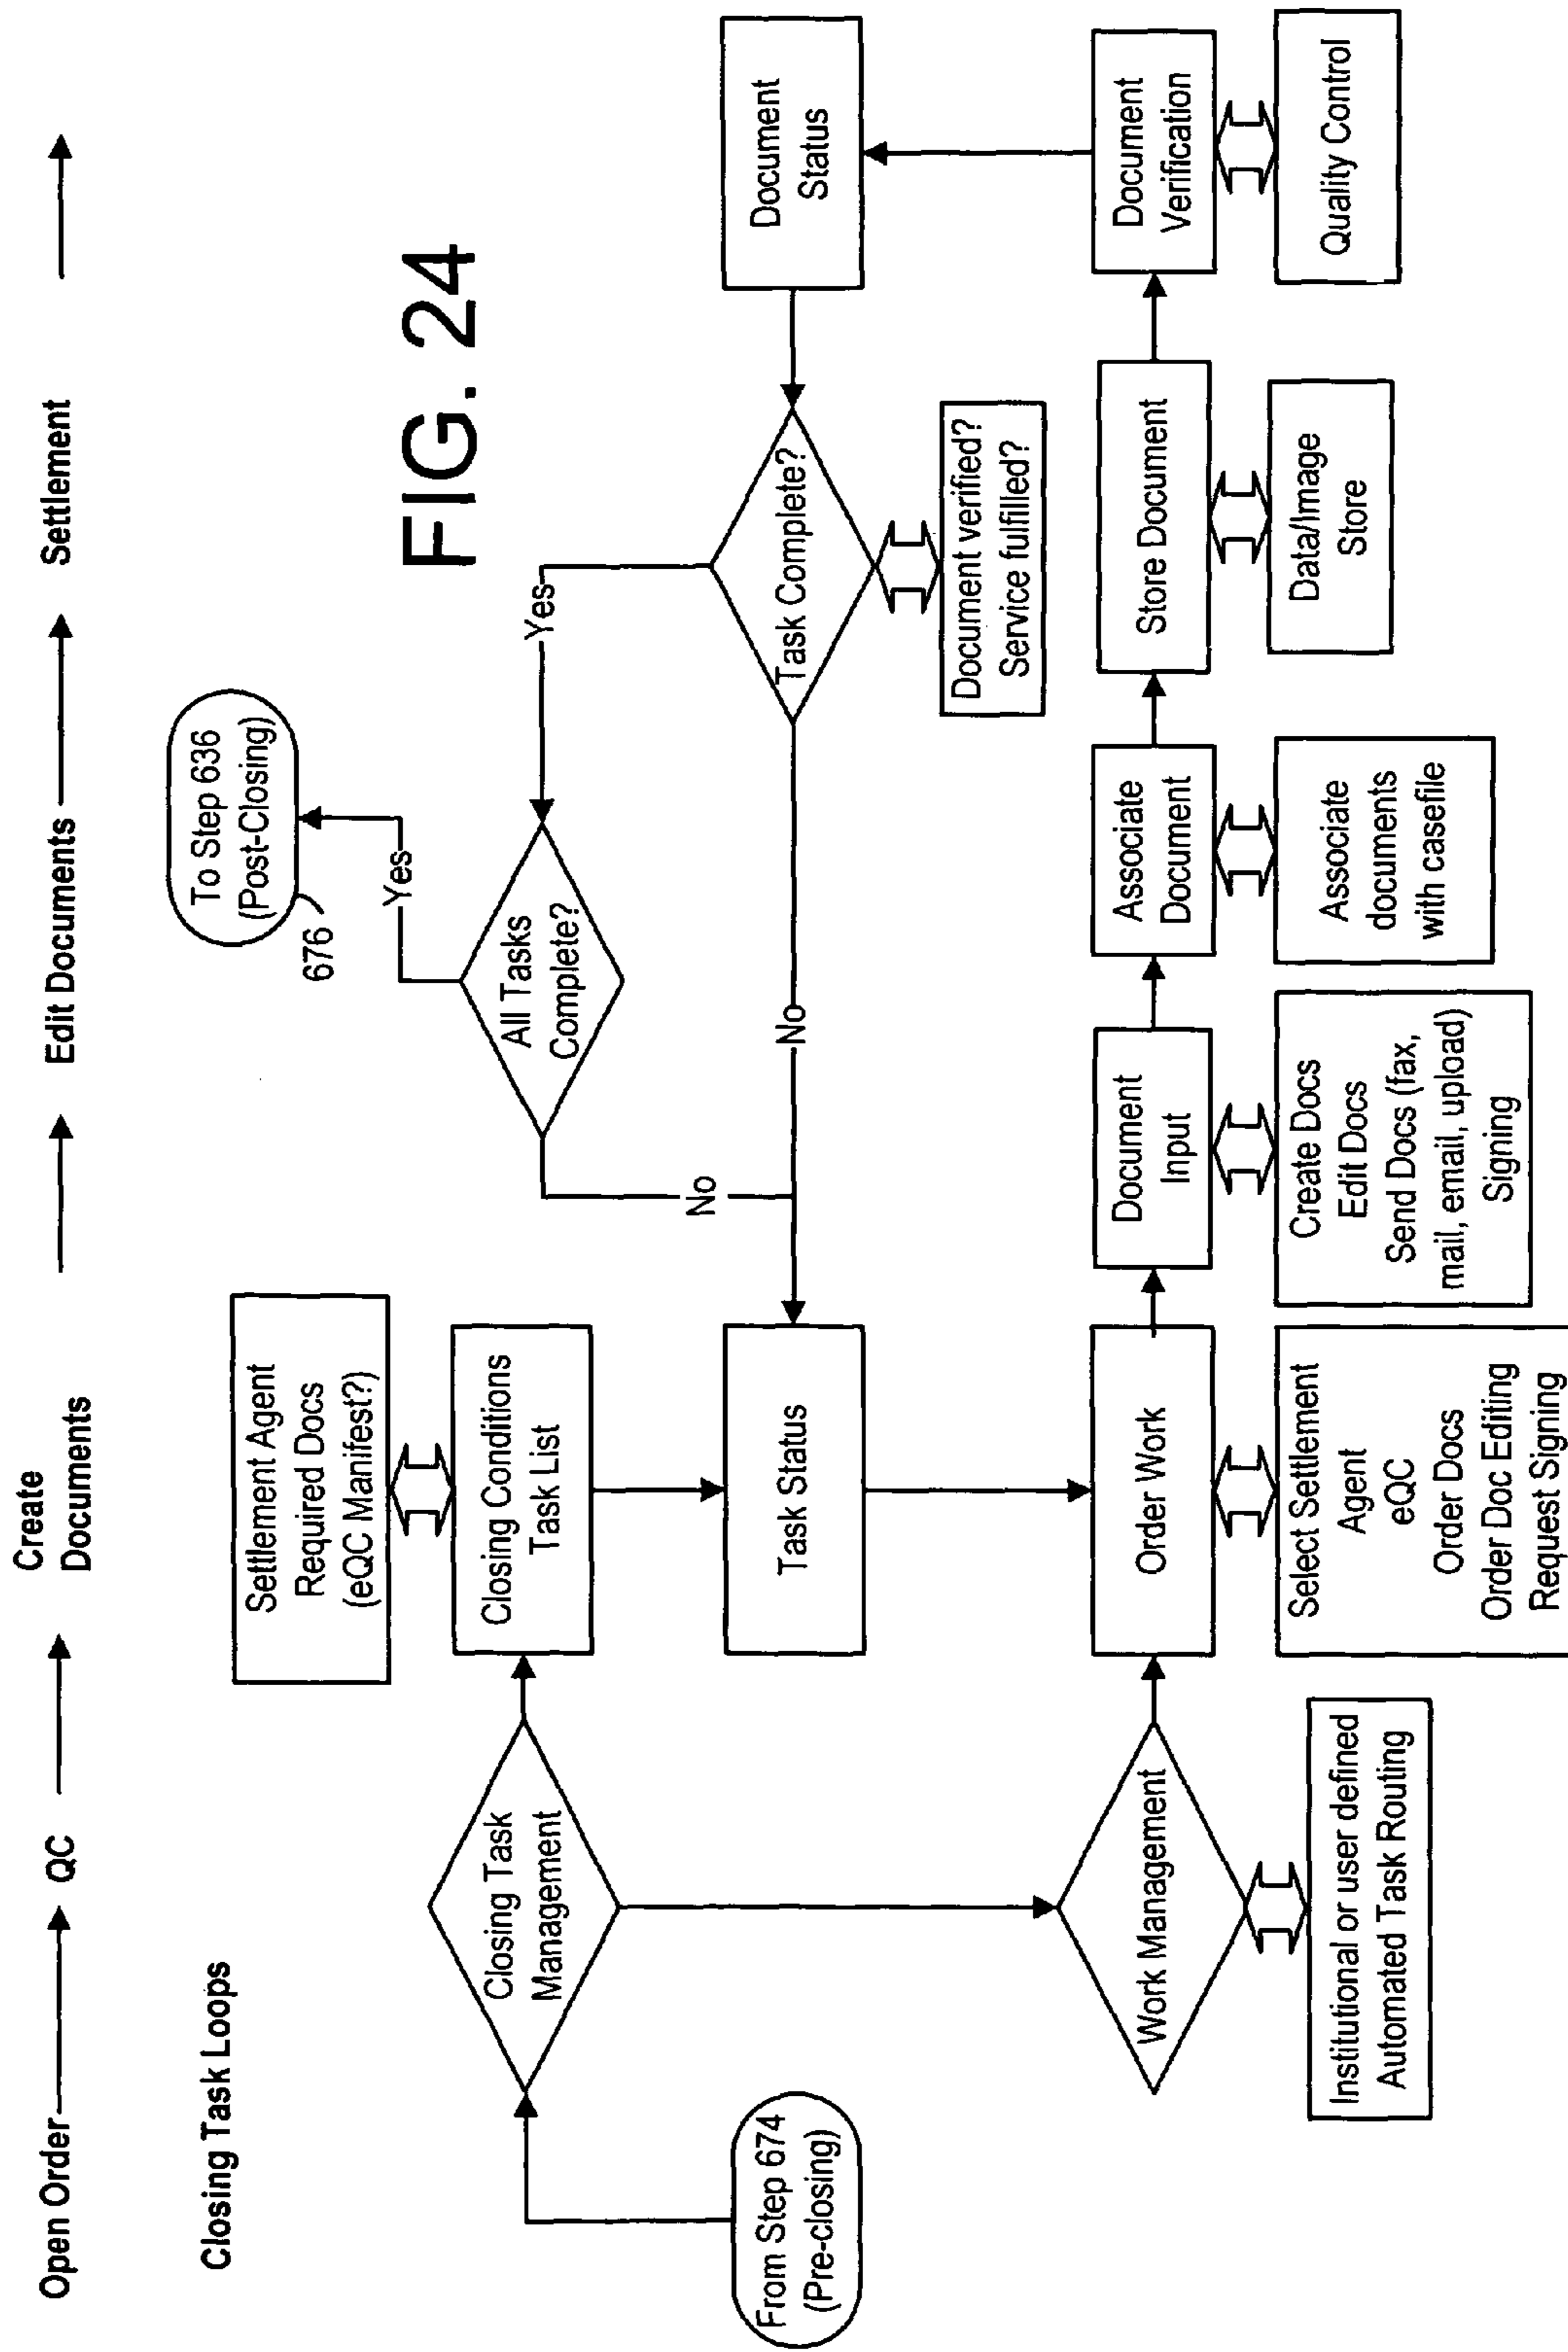 Open Order
QC
Create
Documents
Edit Documents
Settlement
Closing Task Loops
FIG. 24
From Step 674
(Pre-closing)
Closing Task
Management
Settlement Agent
Required Docs
(eQC Manifest?)
Closing Conditions
Task List
Task Status
All Tasks
Complete?
Yes
No
To Step 636
(Post-Closing)
676
Task Complete?
Yes
No
Document verified?
Service fulfilled?
Document
Status
Work Management
Institutional or user defined
Automated Task Routing
Order Work
Select Settlement
Agent
eQC
Order Docs
Order Doc Editing
Request Signing
Document
Input
Create Docs
Edit Docs
Send Docs (fax,
mail, email, upload)
Signing
Associate
Document
Associate
documents
with casefile
Store Document
Data/Image
Store
Document
Verification
Quality Control